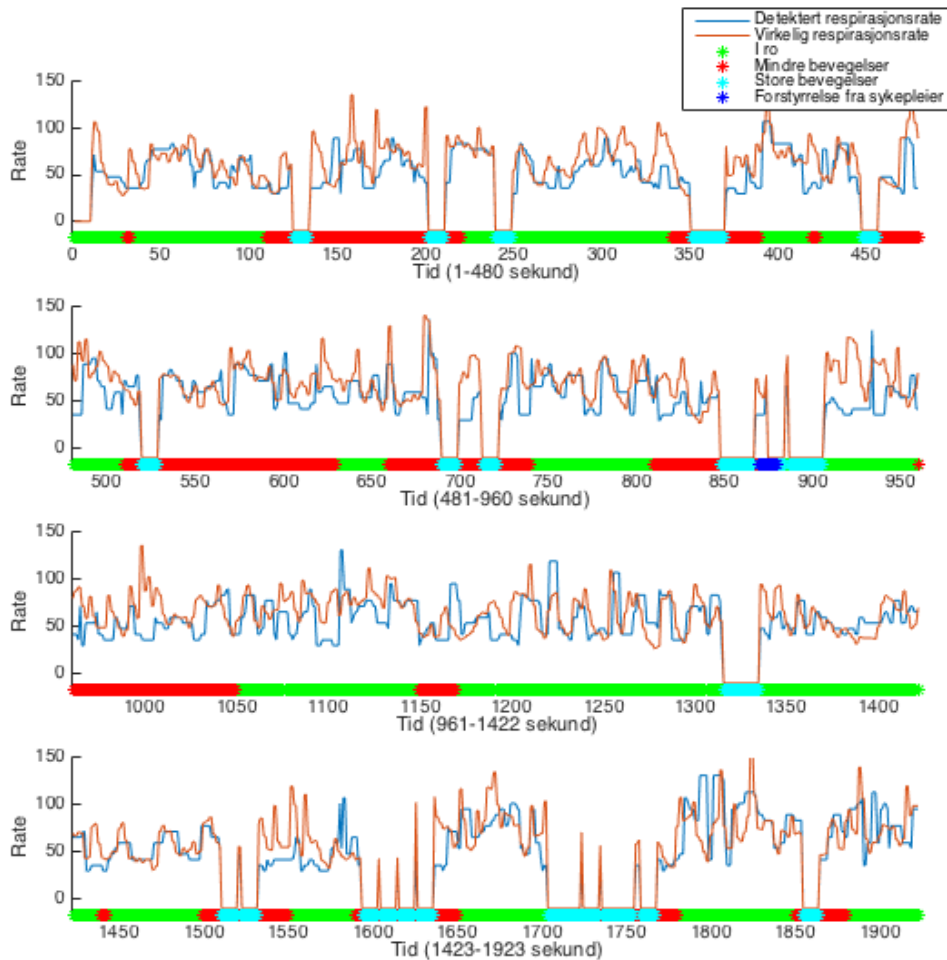 Detektert respirasjonsrate
Virkelig respirasjonsrate
I ro
Mindre bevegelser
Store bevegelser
Forstyrrelse fra sykepleier
150
100
50
0
Rate
0 50 100 150 200 250 300 350 400 450
Tid (1-480 sekund)
150
100
50
0
Rate
500 550 600 650 700 750 800 850 900 950
Tid (481-960 sekund)
150
100
50
0
Rate
1000 1050 1100 1150 1200 1250 1300 1350 1400
Tid (961-1422 sekund)
150
100
50
0
Rate
1450 1500 1550 1600 1650 1700 1750 1800 1850 1900
Tid (1423-1923 sekund)